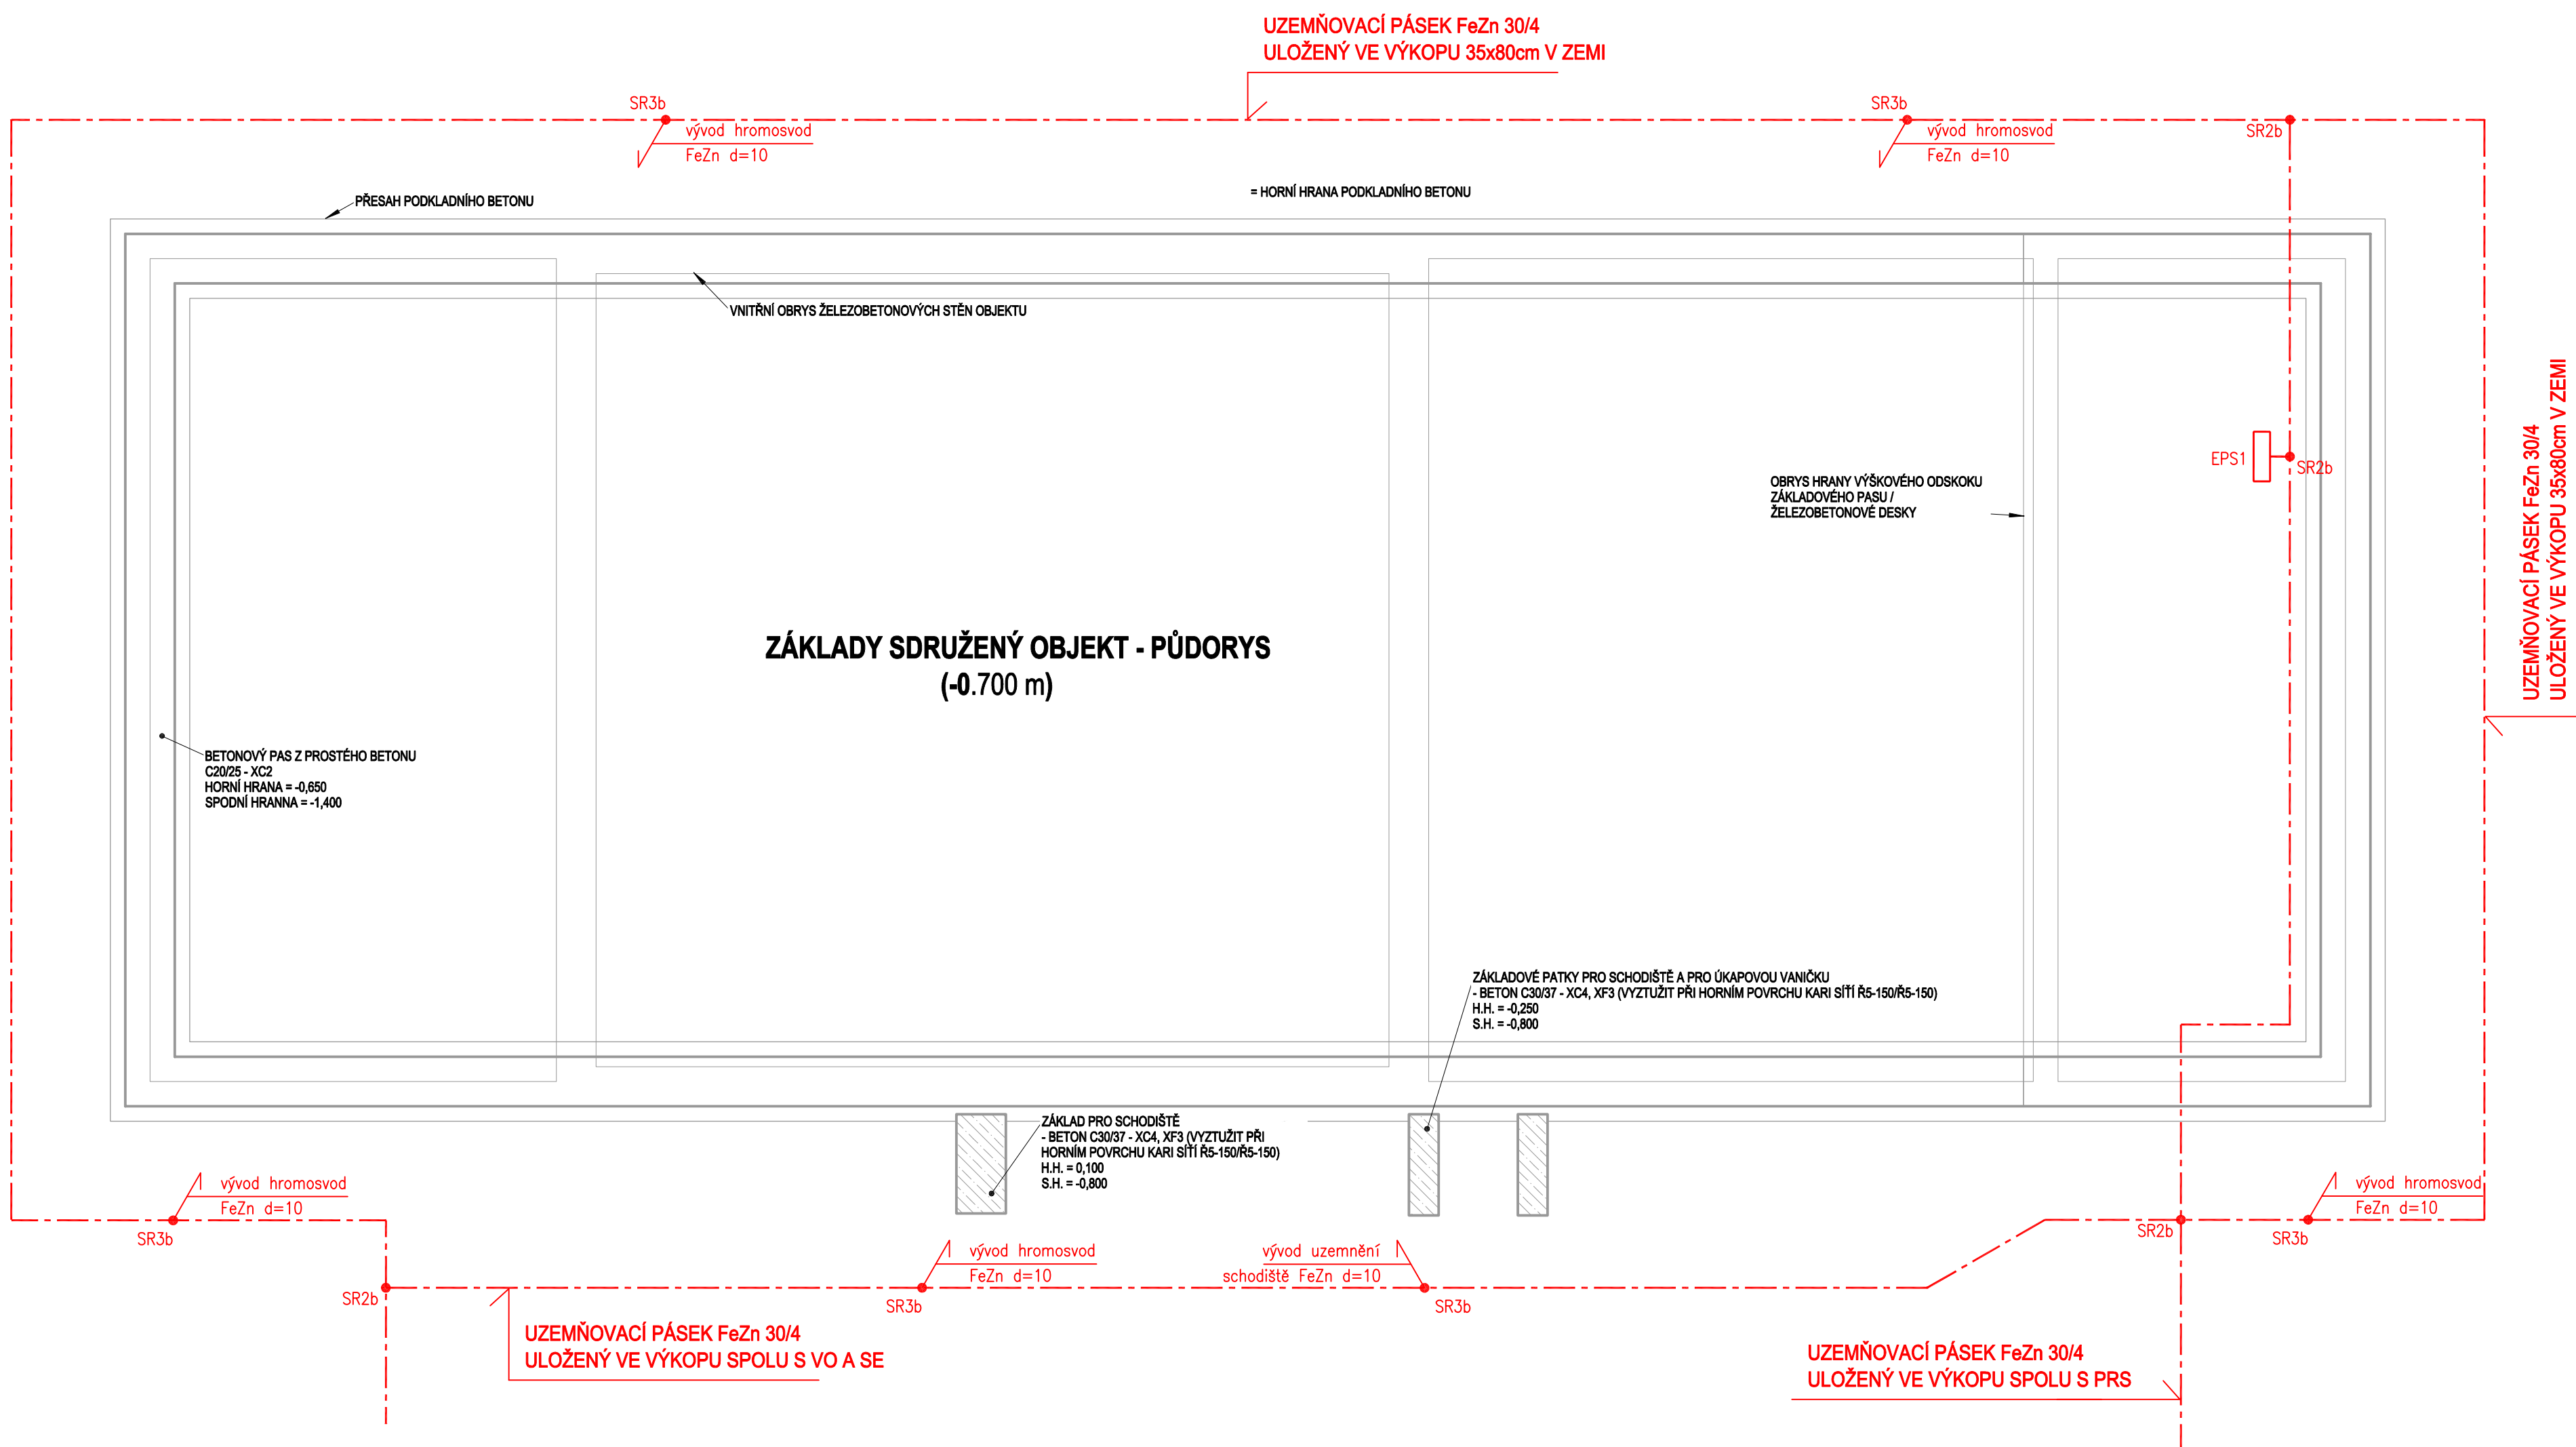 UZEMŇOVACÍ PÁSEK FeZn 30/4
ULOŽENÝ VE VÝKOPU 35x80cm V ZEMI
SR3b
vývod hromosvod
FeZn d=10
SR3b
vývod hromosvod
FeZn d=10
SR2b
PŘESAH PODKLADNÍHO BETONU
= HORNÍ HRANA PODKLADNÍHO BETONU
VNITŘNÍ OBRYS ŽELEZOBETONOVÝCH STĚN OBJEKTU
EPS1
SR2b
UZEMŇOVACÍ PÁSEK FeZn 30/4
ULOŽENÝ VE VÝKOPU 35x80cm V ZEMI
OBRYS HRANY VÝŠKOVÉHO ODSKOKU
ZÁKLADOVÉHO PASU /
ŽELEZOBETONOVÉ DESKY
ZÁKLADY SDRUŽENÝ OBJEKT - PŮDORYS
(-0.700 m)
BETONOVÝ PAS Z PROSTÉHO BETONU
C20/25 - XC2
HORNÍ HRANA = -0,650
SPODNÍ HRANNA = -1,400
ZÁKLADOVÉ PATKY PRO SCHODIŠTĚ A PRO ÚKAPOVOU VANIČKU
- BETON C30/37 - XC4, XF3 (VYZTUŽIT PŘI HORNÍM POVRCHU KARI SÍTÍ Ř5-150/Ř5-150)
H.H. = -0,250
S.H. = -0,800
ZÁKLAD PRO SCHODIŠTĚ
- BETON C30/37 - XC4, XF3 (VYZTUŽIT PŘI
HORNÍM POVRCHU KARI SÍTÍ Ř5-150/Ř5-150)
H.H. = 0,100
S.H. = -0,800
vývod hromosvod
FeZn d=10
SR3b
vývod hromosvod
FeZn d=10
SR3b
SR2b
SR2b
vývod hromosvod
FeZn d=10
SR3b
vývod uzemnění
schodiště FeZn d=10
SR3b
UZEMŇOVACÍ PÁSEK FeZn 30/4
ULOŽENÝ VE VÝKOPU SPOLU S VO A SE
UZEMŇOVACÍ PÁSEK FeZn 30/4
ULOŽENÝ VE VÝKOPU SPOLU S PRS